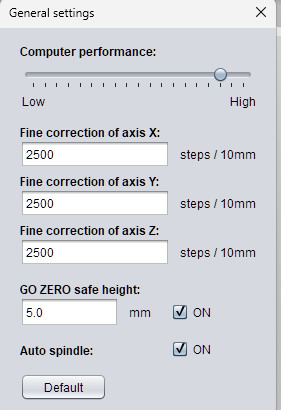 General settings
Computer performance:
Low High
Fine correction of axis X:
2500 steps / 10mm
Fine correction of axis Y:
2500 steps / 10mm
Fine correction of axis Z:
2500 steps / 10mm
GO ZERO safe height:
5.0 mm ON
Auto spindle: ON
Default